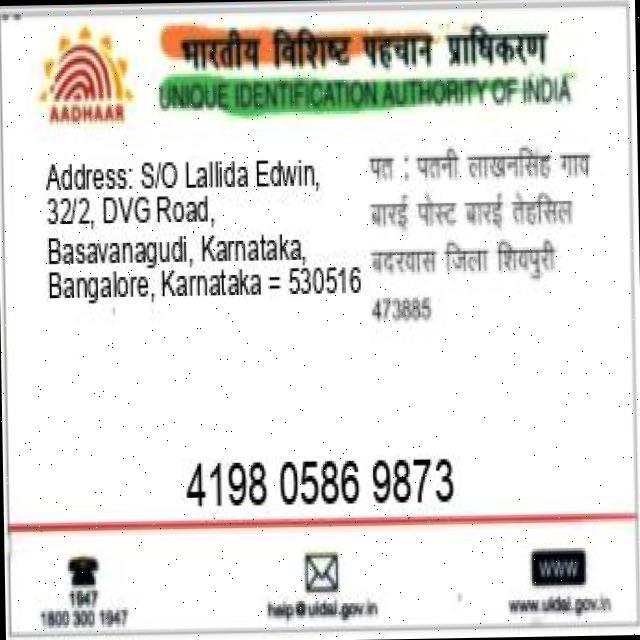 भारतीय विशिष्ट पहचान प्राधिकरण
UNIQUE IDENTIFICATION AUTHORITY OF INDIA
AADHAAR
Address: S/O Lallida Edwin,
32/2, DVG Road,
Basavanagudi, Karnataka,
Bangalore, Karnataka = 530516
पत : पतनी लाखनसिंह गाव
बारई पोस्ट बारई तेहसिल
बदरवास जिला शिवपुरी
473885
4198 0586 9873
1947
1800 300 1947
help@uidai.gov.in
WWW
www.uidai.gov.in